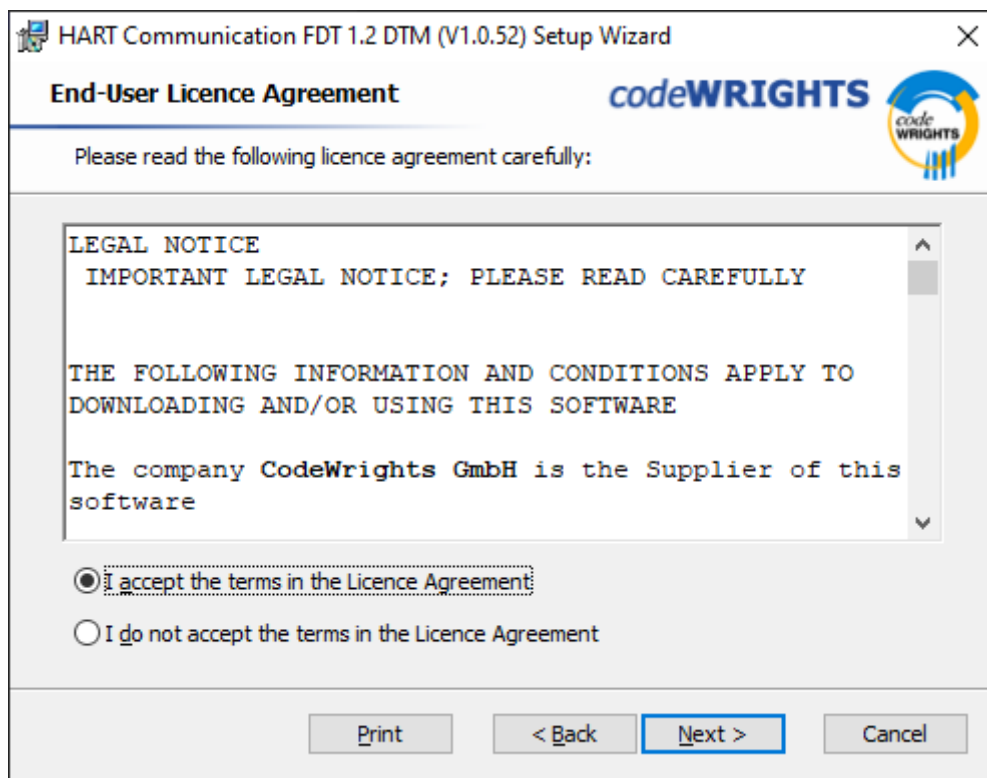 HART Communication FDT 1.2 DTM (V1.0.52) Setup Wizard
End-User Licence Agreement
codeWRIGHTS
code
WRIGHTS
Please read the following licence agreement carefully:
LEGAL NOTICE
IMPORTANT LEGAL NOTICE; PLEASE READ CAREFULLY
THE FOLLOWING INFORMATION AND CONDITIONS APPLY TO
DOWNLOADING AND/OR USING THIS SOFTWARE
The company CodeWrights GmbH is the Supplier of this
software
I accept the terms in the Licence Agreement
I do not accept the terms in the Licence Agreement
Print
< Back
Next >
Cancel